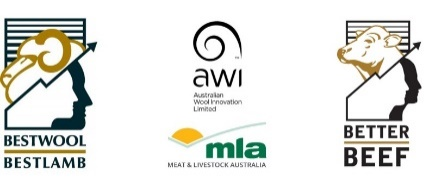 BESTWOOL
BESTLAMB
awi
Australian
Wool Innovation
Limited
mla
MEAT & LIVESTOCK AUSTRALIA
BETTER
BEEF